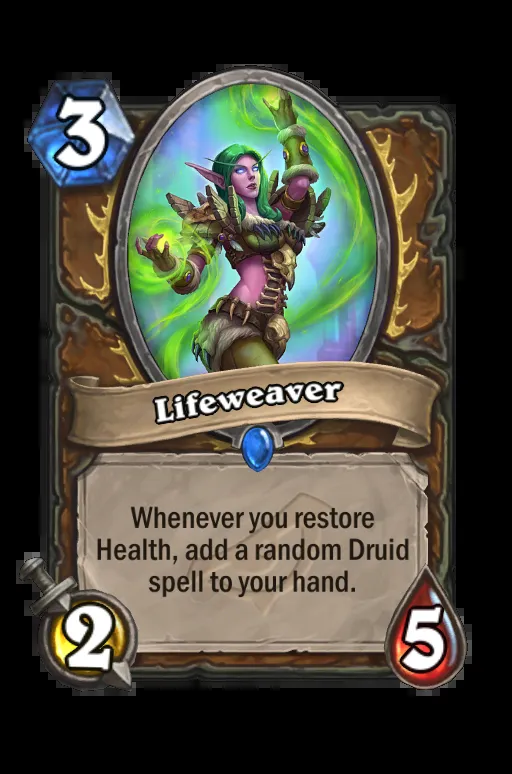 3
Lifeweaver
Whenever you restore
Health, add a random Druid
spell to your hand.
2
5